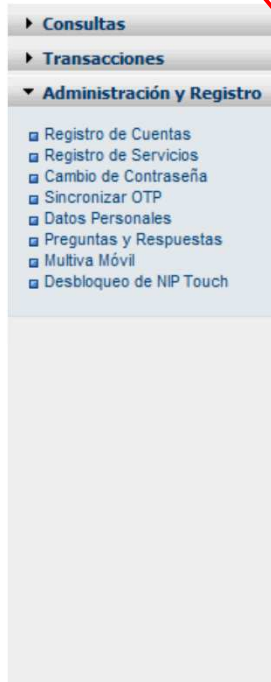 Consultas
Transacciones
Administración y Registro
Registro de Cuentas
Registro de Servicios
Cambio de Contraseña
Sincronizar OTP
Datos Personales
Preguntas y Respuestas
Multiva Móvil
Desbloqueo de NIP Touch